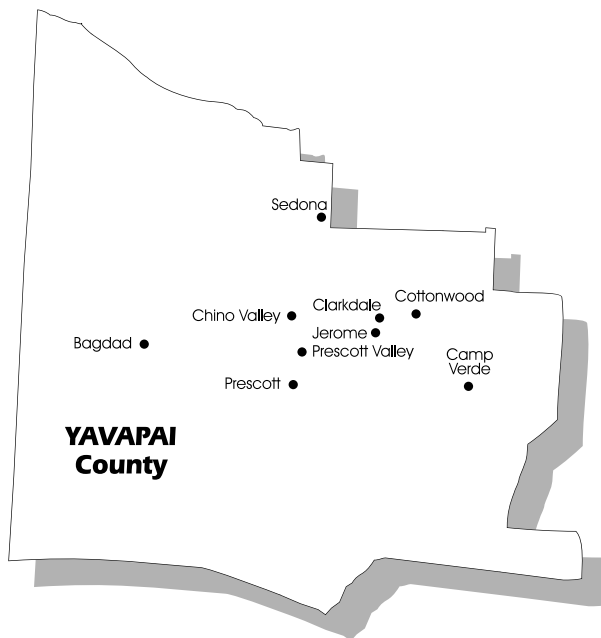 Sedona
Cottonwood
Clarkdale
Chino Valley
Jerome
Bagdad
Prescott Valley
Camp
Verde
Prescott
YAVAPAI
County